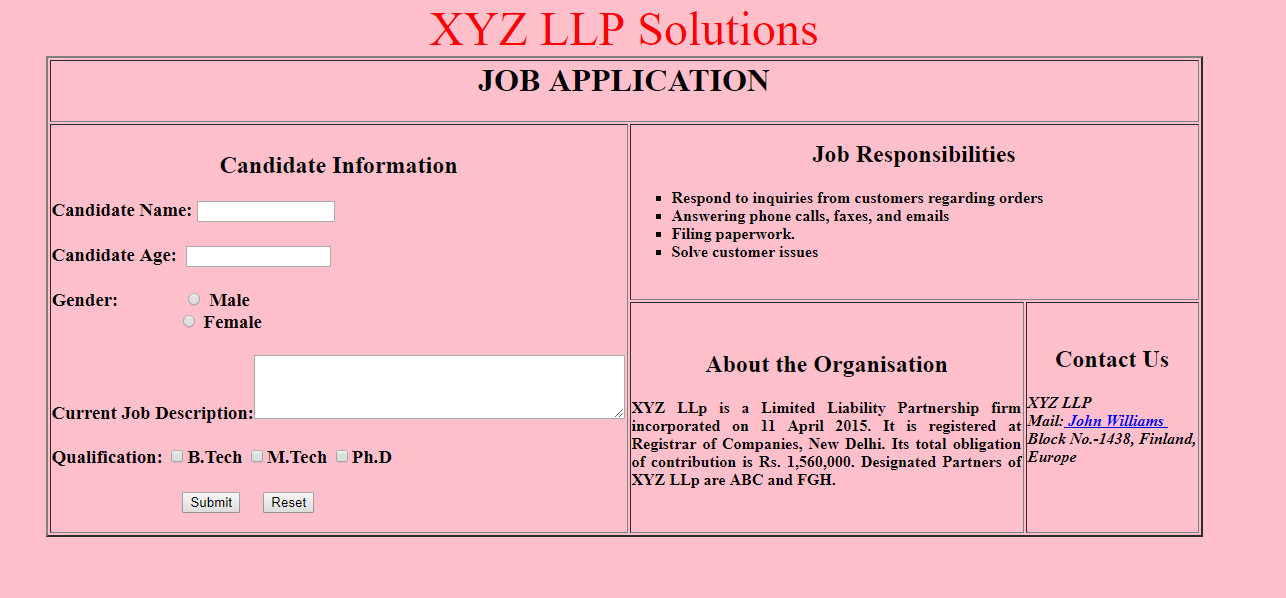 XYZ LLP Solutions
JOB APPLICATION
Candidate Information
Candidate Name:
Candidate Age:
Gender: Male
Female
Current Job Description:
Qualification: B.Tech M.Tech Ph.D
Submit Reset
Job Responsibilities
Respond to inquiries from customers regarding orders
Answering phone calls, faxes, and emails
Filing paperwork.
Solve customer issues
About the Organisation
XYZ LLp is a Limited Liability Partnership firm
incorporated on 11 April 2015. It is registered at
Registrar of Companies, New Delhi. Its total obligation
of contribution is Rs. 1,560,000. Designated Partners of
XYZ LLp are ABC and FGH.
Contact Us
XYZ LLP
Mail: John Williams
Block No.-1438, Finland,
Europe